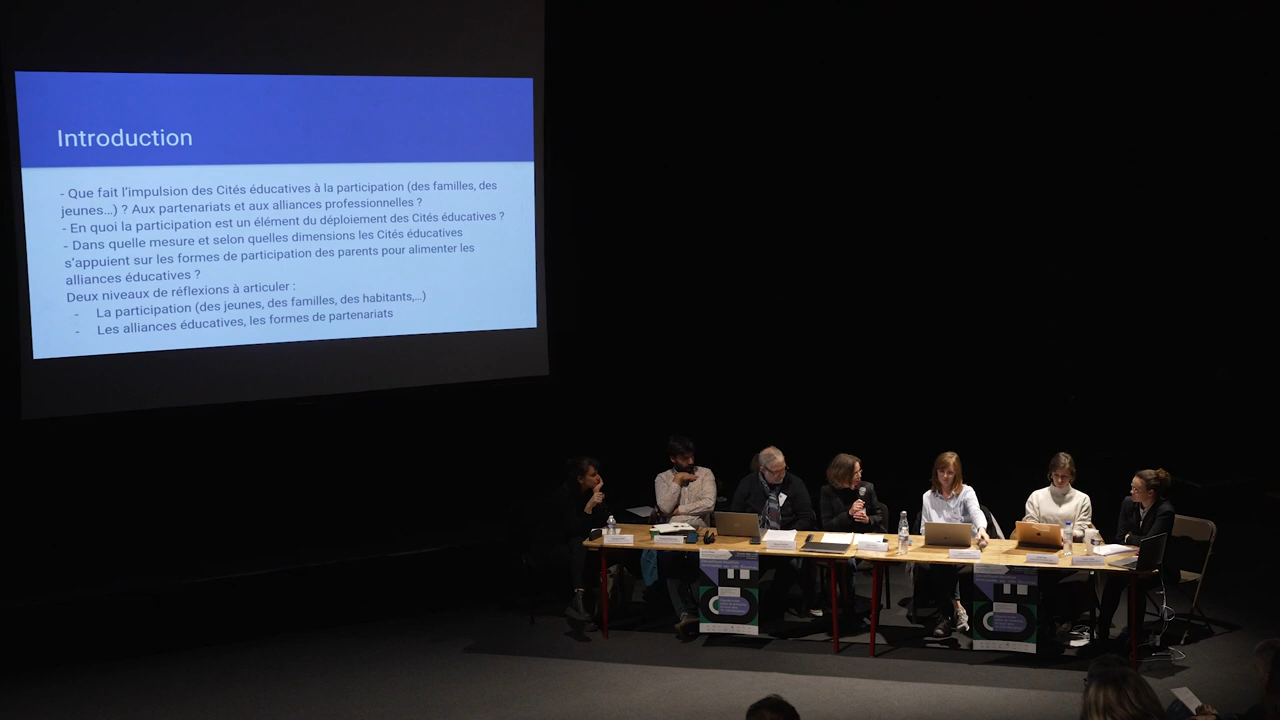 Introduction
- Que fait l'impulsion des Cités éducatives à la participation (des familles, des
jeunes...) ? Aux partenariats et aux alliances professionnelles ?
- En quoi la participation est un élément du déploiement des Cités éducatives ?
- Dans quelle mesure et selon quelles dimensions les Cités éducatives
s'appuient sur les formes de participation des parents pour alimenter les
alliances éducatives ?
Deux niveaux de réflexions à articuler :
- La participation (des jeunes, des familles, des habitants,...)
- Les alliances éducatives, les formes de partenariats